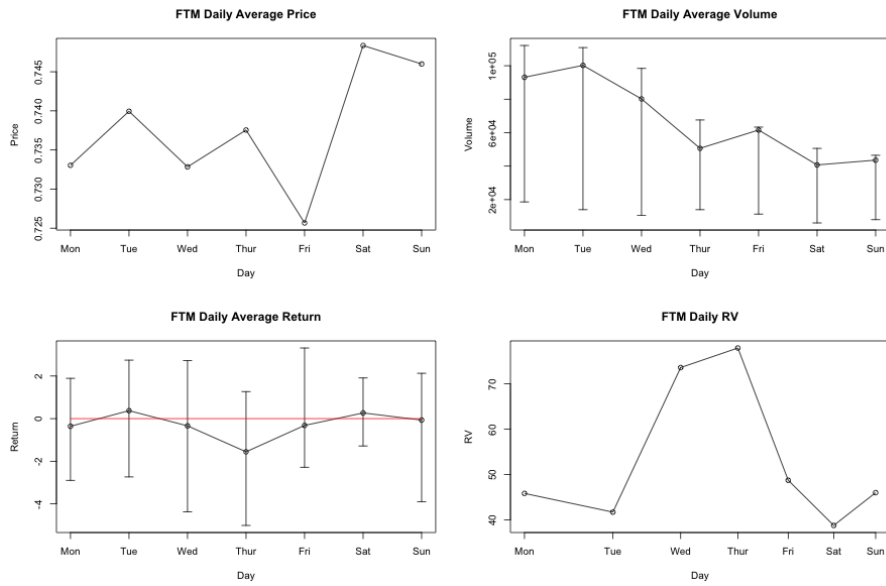 FTM Daily Average Price
Price
0.725 0.730 0.735 0.740 0.745
Mon Tue Wed Thur Fri Sat Sun
Day
FTM Daily Average Volume
Volume
2e+04 6e+04 1e+05
Mon Tue Wed Thur Fri Sat Sun
Day
FTM Daily Average Return
Return
-4 -2 0 2
Mon Tue Wed Thur Fri Sat Sun
Day
FTM Daily RV
RV
40 50 60 70
Mon Tue Wed Thur Fri Sat Sun
Day